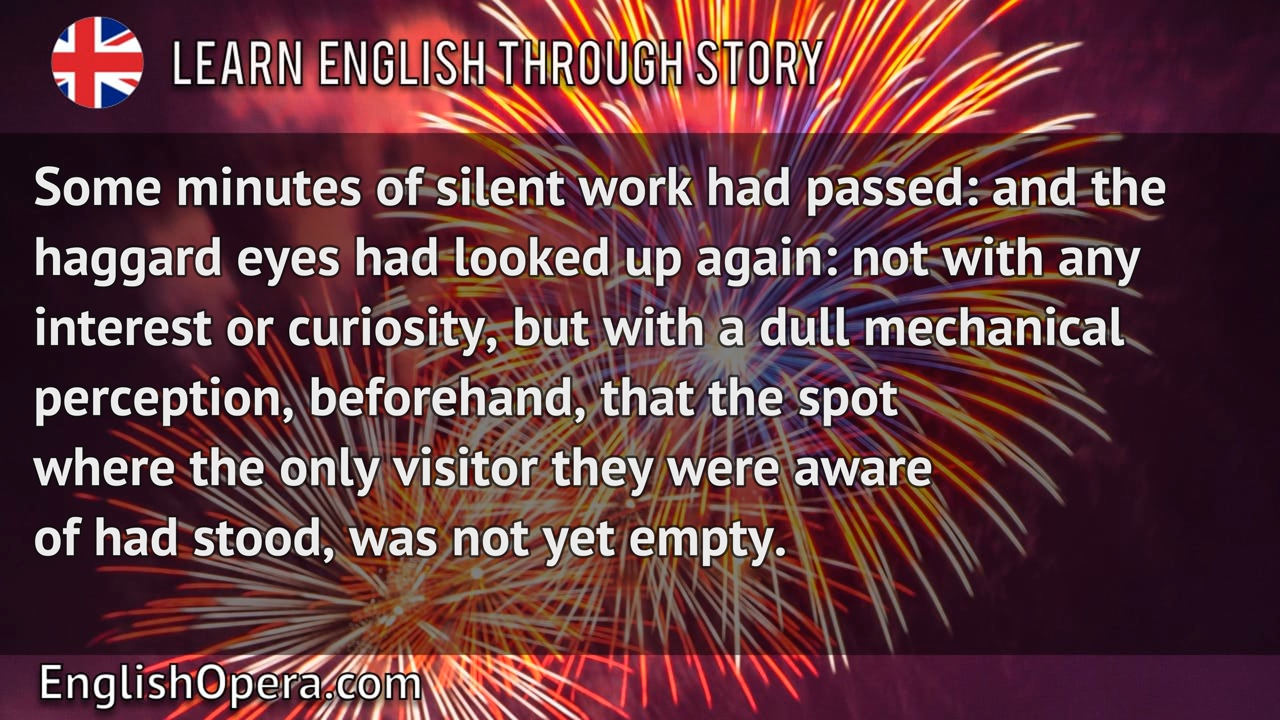 LEARN ENGLISH THROUGH STORY
Some minutes of silent work had passed: and the
haggard eyes had looked up again: not with any
interest or curiosity, but with a dull mechanical
perception, beforehand, that the spot
where the only visitor they were aware
of had stood, was not yet empty.
EnglishOpera.com